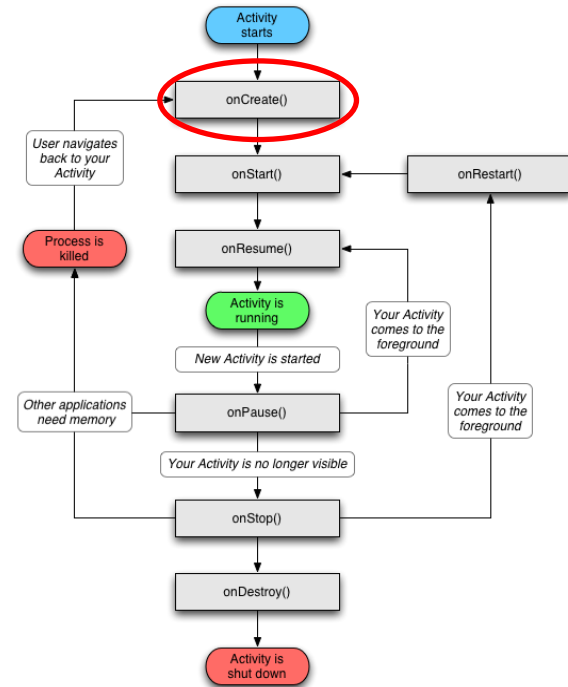 Activity
starts
onCreate()
User navigates
back to your
Activity
onStart()
onRestart()
Process is
killed
onResume()
Activity is
running
Your Activity
comes to the
foreground
New Activity is started
Other applications
need memory
onPause()
Your Activity
comes to the
foreground
Your Activity is no longer visible
onStop()
onDestroy()
Activity is
shut down